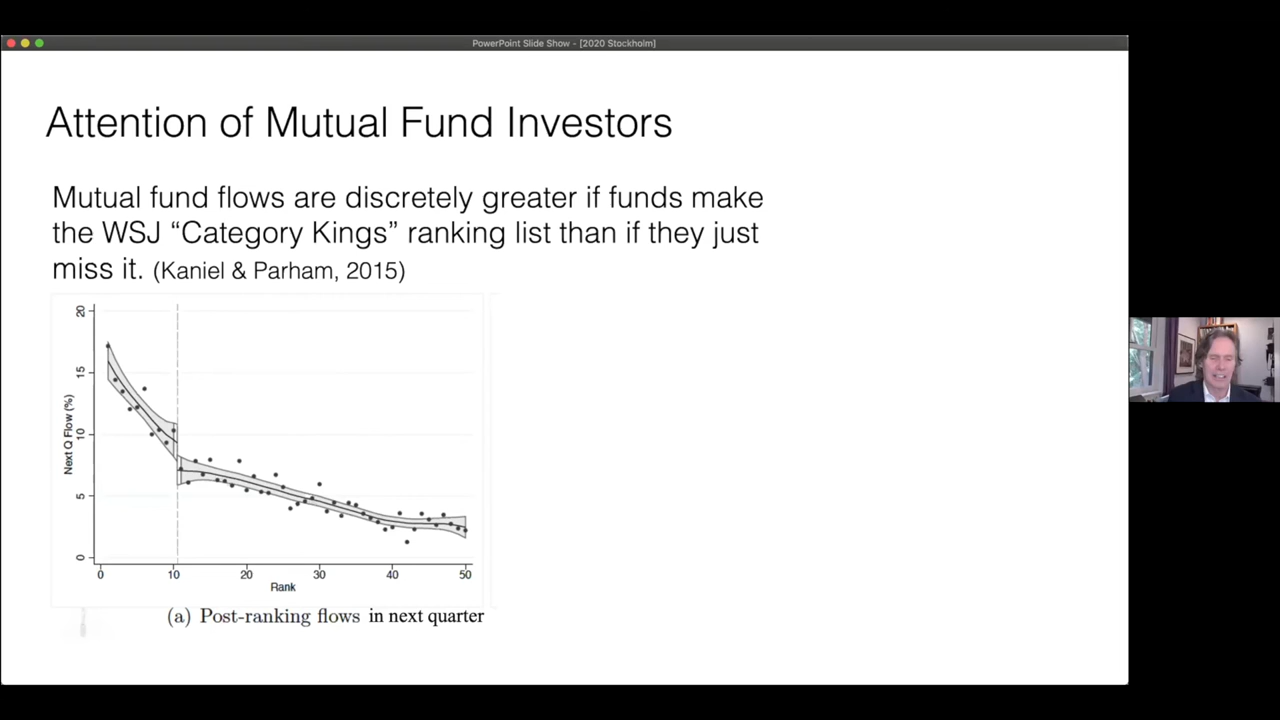 PowerPoint Slide Show - [2020 Stockholm]
Attention of Mutual Fund Investors
Mutual fund flows are discretely greater if funds make
the WSJ “Category Kings” ranking list than if they just
miss it. (Kaniel & Parham, 2015)
20
15
10
5
0
Next Q Flow (%)
0 10 20 30 40 50
Rank
(a) Post-ranking flows in next quarter